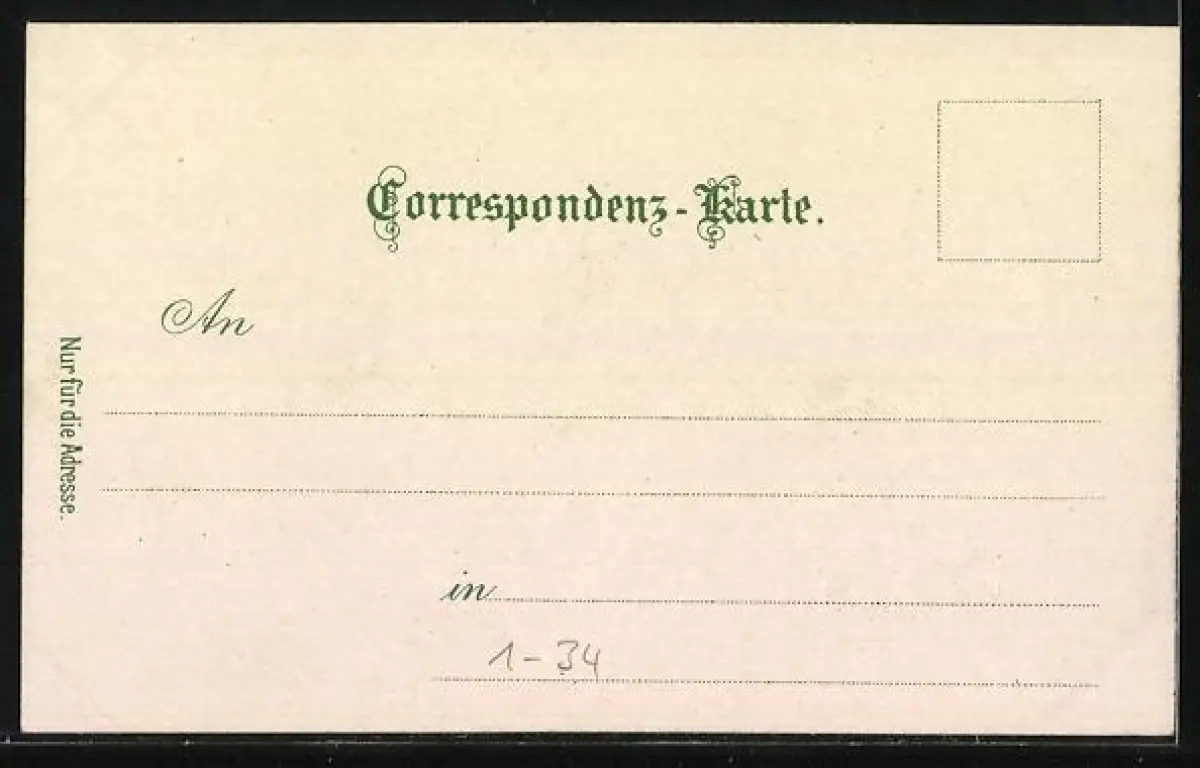 Correspondenz-Karte.
An
Nur für die Adresse.
in
1-34